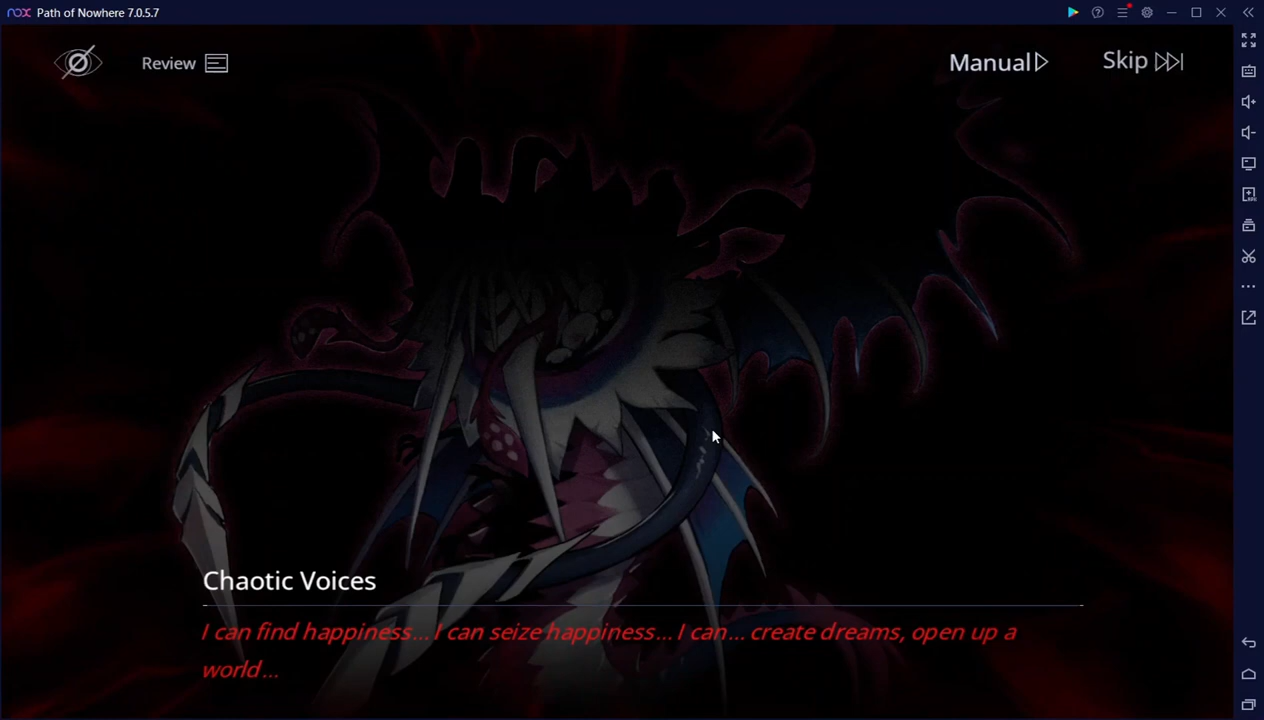 nox Path of Nowhere 7.0.5.7
Review
Manual
Skip
Chaotic Voices
I can find happiness... I can seize happiness... I can... create dreams, open up a
world...